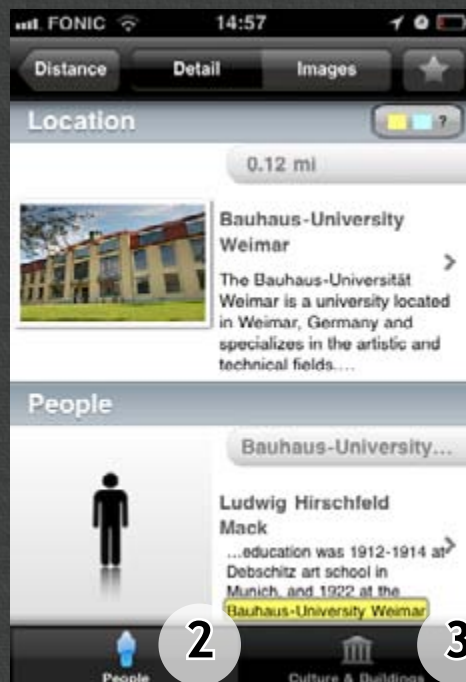 FONIC 14:57
Distance Detail Images
Location ?
0.12 mi
Bauhaus-University
Weimar
The Bauhaus-Universität
Weimar is a university located
in Weimar, Germany and
specializes in the artistic and
technical fields....
People
Bauhaus-University...
Ludwig Hirschfeld
Mack
...education was 1912-1914 at
Debschitz art school in
Munich, and 1922 at the
Bauhaus-University Weimar
2 3
People Culture & Buildings